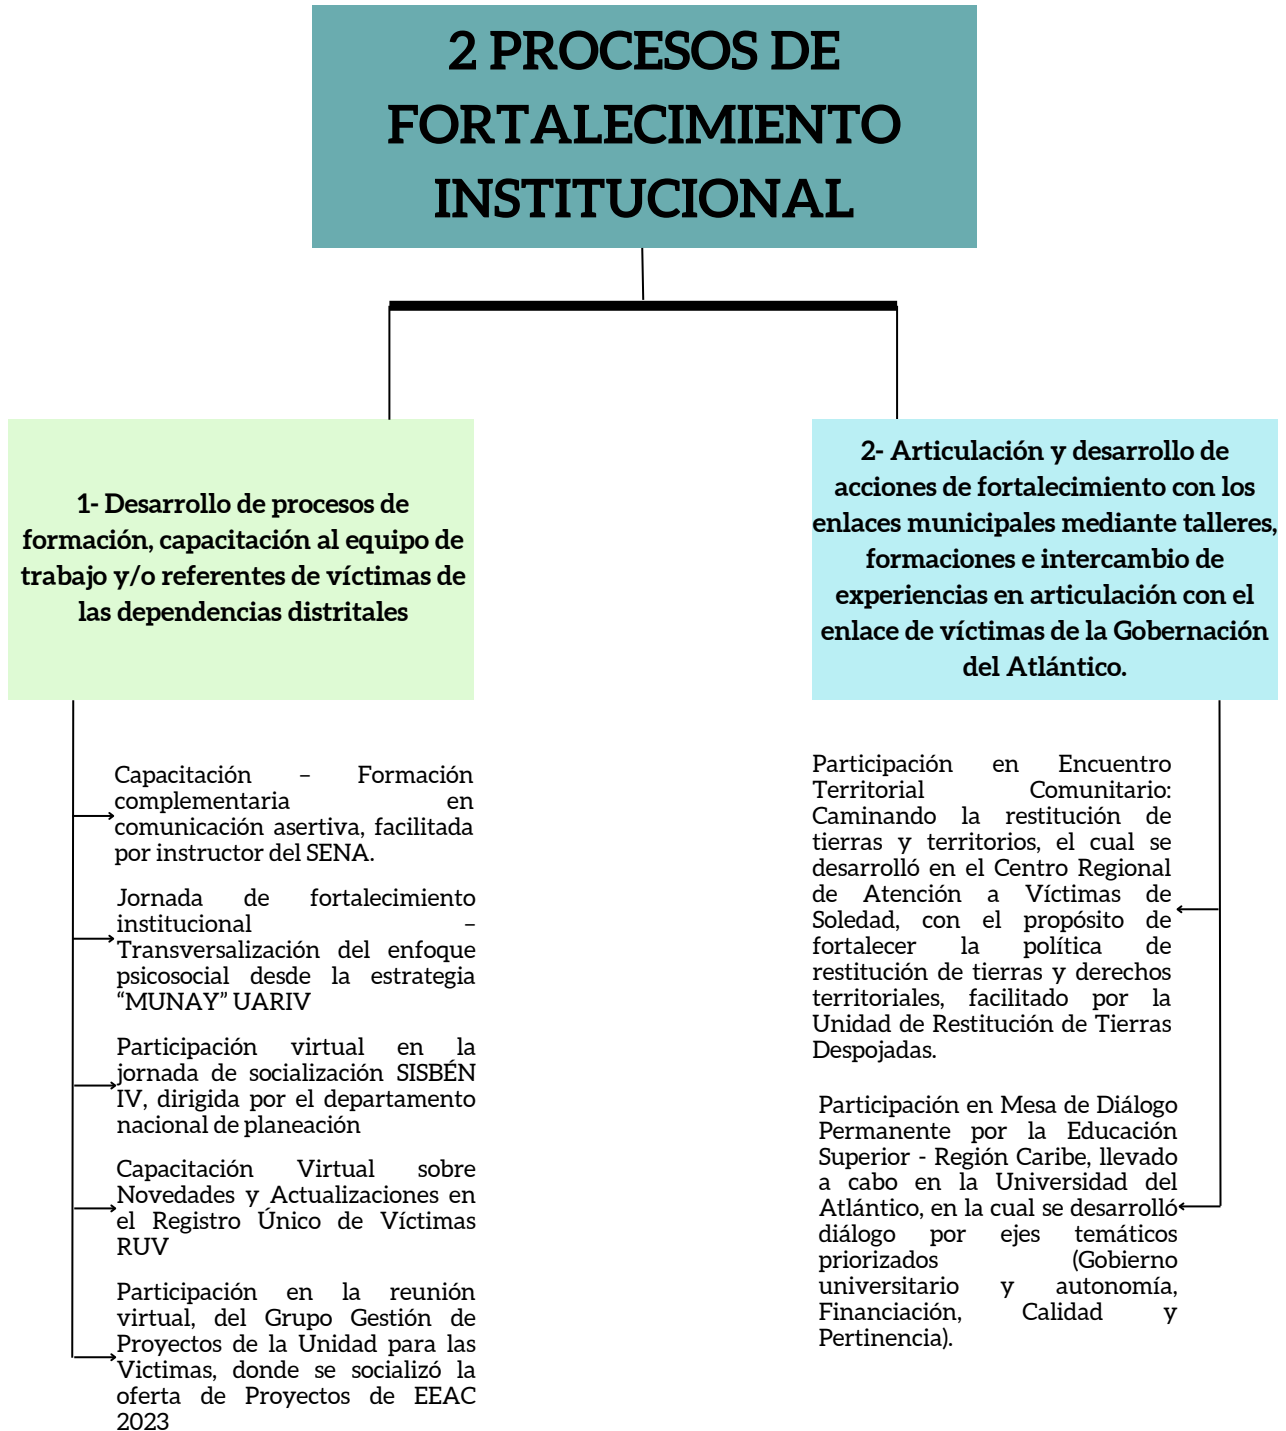 2 PROCESOS DE
FORTALECIMIENTO
INSTITUCIONAL
1- Desarrollo de procesos de
formación, capacitación al equipo de
trabajo y/o referentes de víctimas de
las dependencias distritales
Capacitación – Formación
complementaria en
comunicación asertiva, facilitada
por instructor del SENA.
Jornada de fortalecimiento
institucional –
Transversalización del enfoque
psicosocial desde la estrategia
“MUNAY” UARIV
Participación virtual en la
jornada de socialización SISBÉN
IV, dirigida por el departamento
nacional de planeación
Capacitación Virtual sobre
Novedades y Actualizaciones en
el Registro Único de Víctimas
RUV
Participación en la reunión
virtual, del Grupo Gestión de
Proyectos de la Unidad para las
Victimas, donde se socializó la
oferta de Proyectos de EEAC
2023
2- Articulación y desarrollo de
acciones de fortalecimiento con los
enlaces municipales mediante talleres,
formaciones e intercambio de
experiencias en articulación con el
enlace de víctimas de la Gobernación
del Atlántico.
Participación en Encuentro
Territorial Comunitario:
Caminando la restitución de
tierras y territorios, el cual se
desarrolló en el Centro Regional
de Atención a Víctimas de
Soledad, con el propósito de
fortalecer la política de
restitución de tierras y derechos
territoriales, facilitado por la
Unidad de Restitución de Tierras
Despojadas.
Participación en Mesa de Diálogo
Permanente por la Educación
Superior - Región Caribe, llevado
a cabo en la Universidad del
Atlántico, en la cual se desarrolló
diálogo por ejes temáticos
priorizados (Gobierno
universitario y autonomía,
Financiación, Calidad y
Pertinencia).